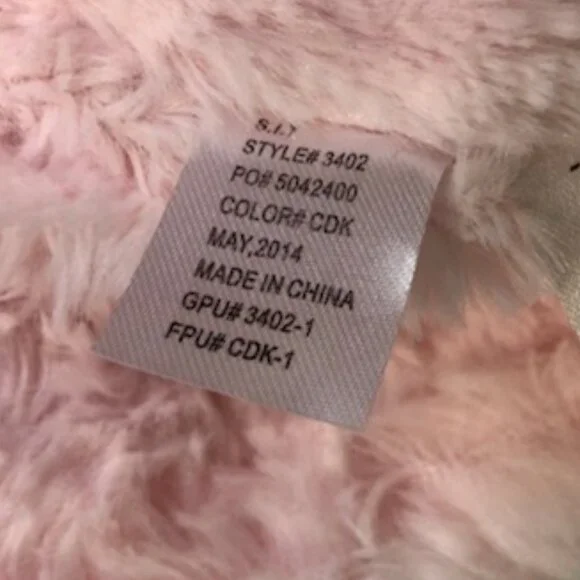 STYLE# 3402
PO# 5042400
COLOR# CDK
MAY,2014
MADE IN CHINA
GPU# 3402-1
FPU# CDK-1